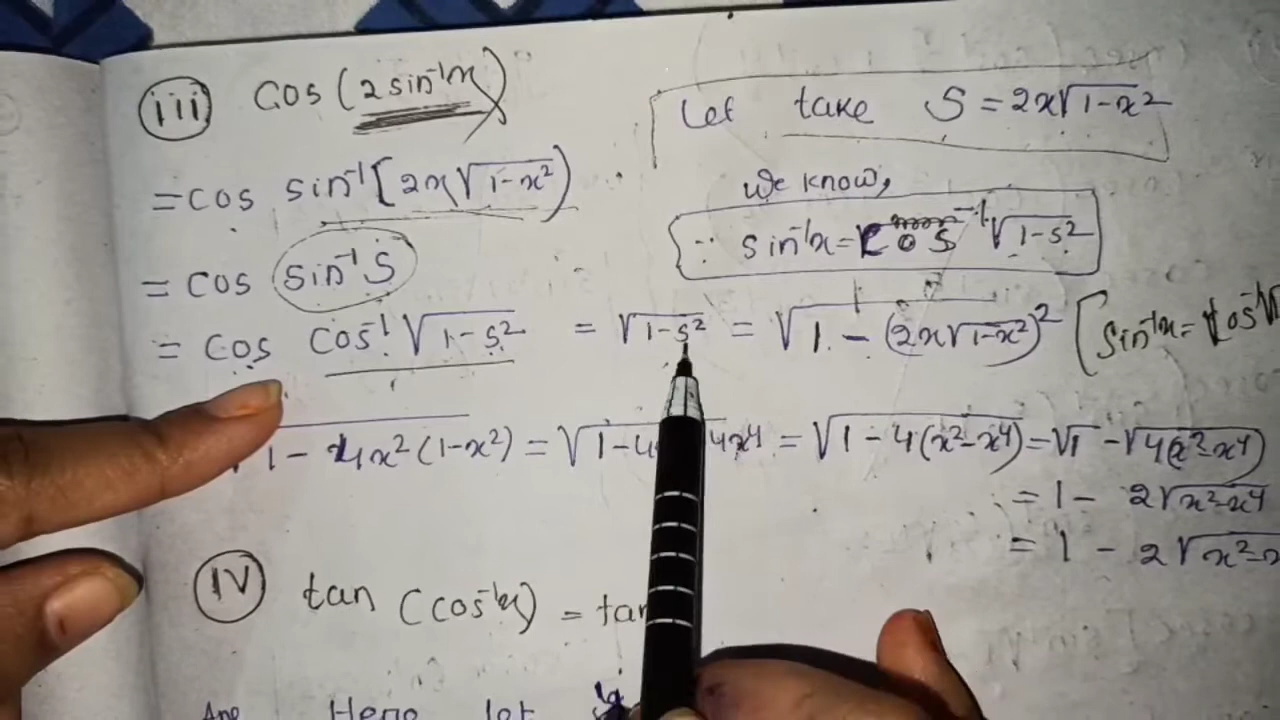 iii) cos (2 sin⁻¹x)
Let take S = 2x√1-x²
= cos sin⁻¹[2x√1-x²)
we know,
∵ sin⁻¹x = cos⁻¹√1-s²
= cos sin⁻¹ S
= cos cos⁻¹ √1-s² = √1-s² = √1 - (2x√1-x²)² [sin⁻¹x = cos⁻¹√
1 - 4x²(1-x²) = √1-4 4x⁴ = √1 - 4(x²-x⁴) = √1 - √4(x²-x⁴)
= 1 - 2√x²-x⁴
= 1 - 2√x²-x
iv) tan (cos⁻¹x) = tan
Ans Here let